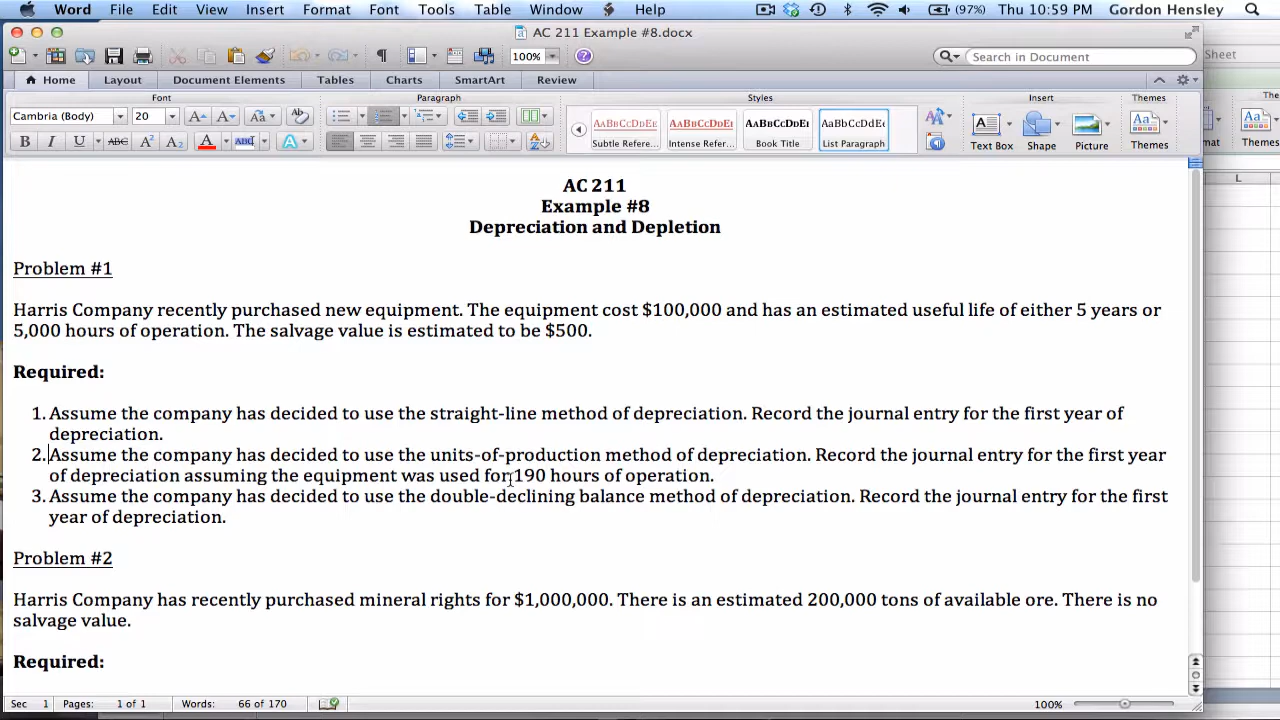 Word File Edit View Insert Format Font Tools Table Window Help (97%) Thu 10:59 PM Gordon Hensley
AC 211 Example #8.docx
100% Search in Document Sheet
Home Layout Document Elements Tables Charts SmartArt Review
Font Paragraph Styles Insert Themes The
Cambria (Body) 20
AaBbCcDdEe AaBbCcDdEe AaBbCcDdEe AaBbCcDdEe
Subtle Refere... Intense Refer... Book Title List Paragraph Text Box Shape Picture Themes mat Themes
L
AC 211
Example #8
Depreciation and Depletion
Problem #1
Harris Company recently purchased new equipment. The equipment cost $100,000 and has an estimated useful life of either 5 years or
5,000 hours of operation. The salvage value is estimated to be $500.
Required:
1. Assume the company has decided to use the straight-line method of depreciation. Record the journal entry for the first year of
depreciation.
2. Assume the company has decided to use the units-of-production method of depreciation. Record the journal entry for the first year
of depreciation assuming the equipment was used for 190 hours of operation.
3. Assume the company has decided to use the double-declining balance method of depreciation. Record the journal entry for the first
year of depreciation.
Problem #2
Harris Company has recently purchased mineral rights for $1,000,000. There is an estimated 200,000 tons of available ore. There is no
salvage value.
Required:
Sec 1 Pages: 1 of 1 Words: 66 of 170 100%